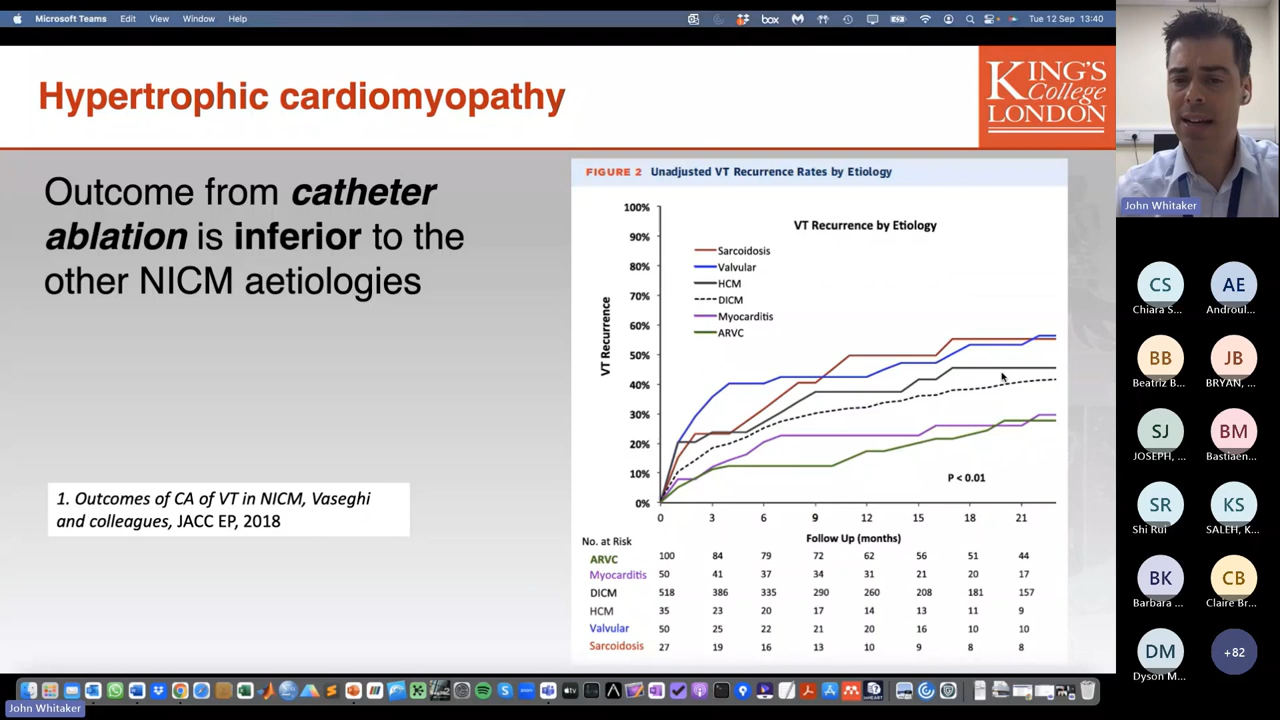 Microsoft Teams Edit View Window Help
box
Tue 12 Sep 13:40
Hypertrophic cardiomyopathy
KING'S
College
LONDON
Outcome from catheter
ablation is inferior to the
other NICM aetiologies
1. Outcomes of CA of VT in NICM, Vaseghi
and colleagues, JACC EP, 2018
FIGURE 2 Unadjusted VT Recurrence Rates by Etiology
VT Recurrence by Etiology
VT Recurrence
100%
90%
80%
70%
60%
50%
40%
30%
20%
10%
0%
Sarcoidosis
Valvular
HCM
DICM
Myocarditis
ARVC
P < 0.01
0 3 6 9 12 15 18 21
Follow Up (months)
No. at Risk
ARVC 100 84 79 72 62 56 51 44
Myocarditis 50 41 37 34 31 21 20 17
DICM 518 386 335 290 260 208 181 157
HCM 35 23 20 17 14 13 11 9
Valvular 50 25 22 21 20 16 10 10
Sarcoidosis 27 19 16 13 10 9 8 8
John Whitaker
CS AE
Chiara S... Androul...
BB JB
Beatriz B... BRYAN, ...
SJ BM
JOSEPH, ... Bastiaen...
SR KS
Shi Rui SALEH, K...
BK CB
Barbara ... Claire Br...
DM +82
Dyson M...
John Whitaker